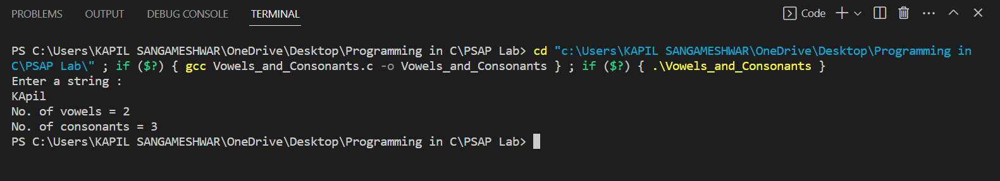 PROBLEMS OUTPUT DEBUG CONSOLE TERMINAL Code
PS C:\Users\KAPIL SANGAMESHWAR\OneDrive\Desktop\Programming in C\PSAP Lab> cd "c:\Users\KAPIL SANGAMESHWAR\OneDrive\Desktop\Programming in
C\PSAP Lab\" ; if ($?) { gcc Vowels_and_Consonants.c -o Vowels_and_Consonants } ; if ($?) { .\Vowels_and_Consonants }
Enter a string :
KApil
No. of vowels = 2
No. of consonants = 3
PS C:\Users\KAPIL SANGAMESHWAR\OneDrive\Desktop\Programming in C\PSAP Lab>